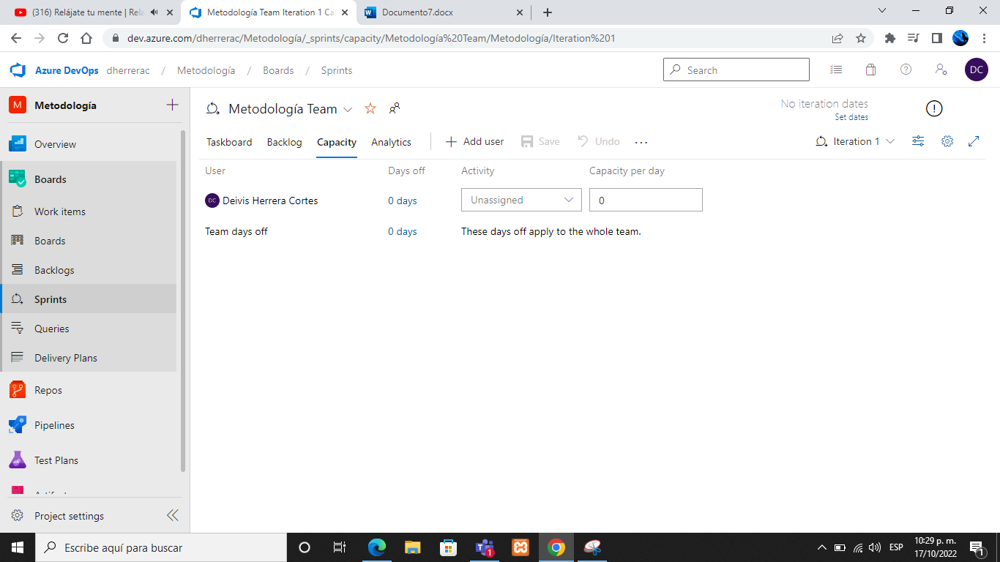 (316) Relájate tu mente | Rela
Metodología Team Iteration 1 Ca
Documento7.docx
dev.azure.com/dherrerac/Metodología/_sprints/capacity/Metodología%20Team/Metodología/Iteration%201
Azure DevOps dherrerac / Metodología / Boards / Sprints
Search
DC
M Metodología
Metodología Team
No iteration dates
Set dates
Overview
Taskboard Backlog Capacity Analytics Add user Save Undo ... Iteration 1
User Days off Activity Capacity per day
Boards
DC Deivis Herrera Cortes 0 days Unassigned 0
Work items
Team days off 0 days These days off apply to the whole team.
Boards
Backlogs
Sprints
Queries
Delivery Plans
Repos
Pipelines
Test Plans
Project settings
Escribe aquí para buscar
1
ESP
10:29 p. m.
17/10/2022
1